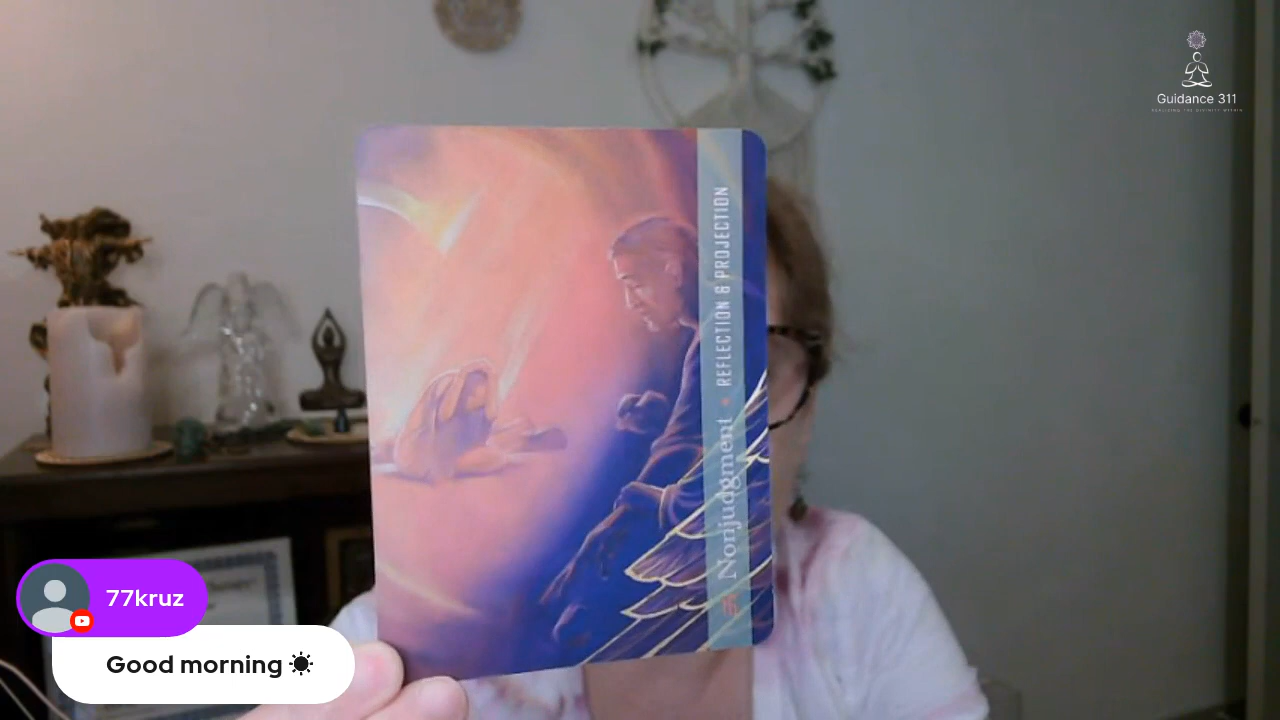 Guidance 311
Nonjudgment • REFLECTION & PROJECTION
77kruz
Good morning ☀